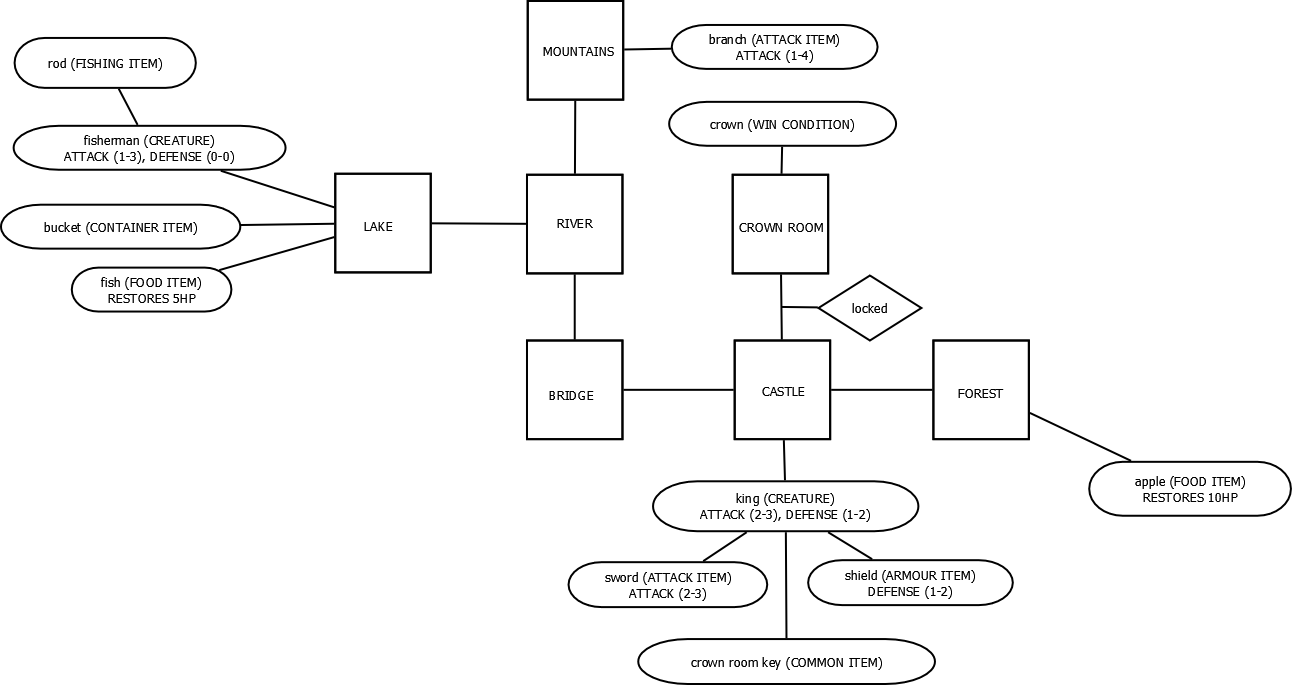 MOUNTAINS
branch (ATTACK ITEM)
ATTACK (1-4)
rod (FISHING ITEM)
crown (WIN CONDITION)
fisherman (CREATURE)
ATTACK (1-3), DEFENSE (0-0)
LAKE
RIVER
CROWN ROOM
bucket (CONTAINER ITEM)
fish (FOOD ITEM)
RESTORES 5HP
locked
BRIDGE
CASTLE
FOREST
apple (FOOD ITEM)
RESTORES 10HP
king (CREATURE)
ATTACK (2-3), DEFENSE (1-2)
sword (ATTACK ITEM)
ATTACK (2-3)
shield (ARMOUR ITEM)
DEFENSE (1-2)
crown room key (COMMON ITEM)